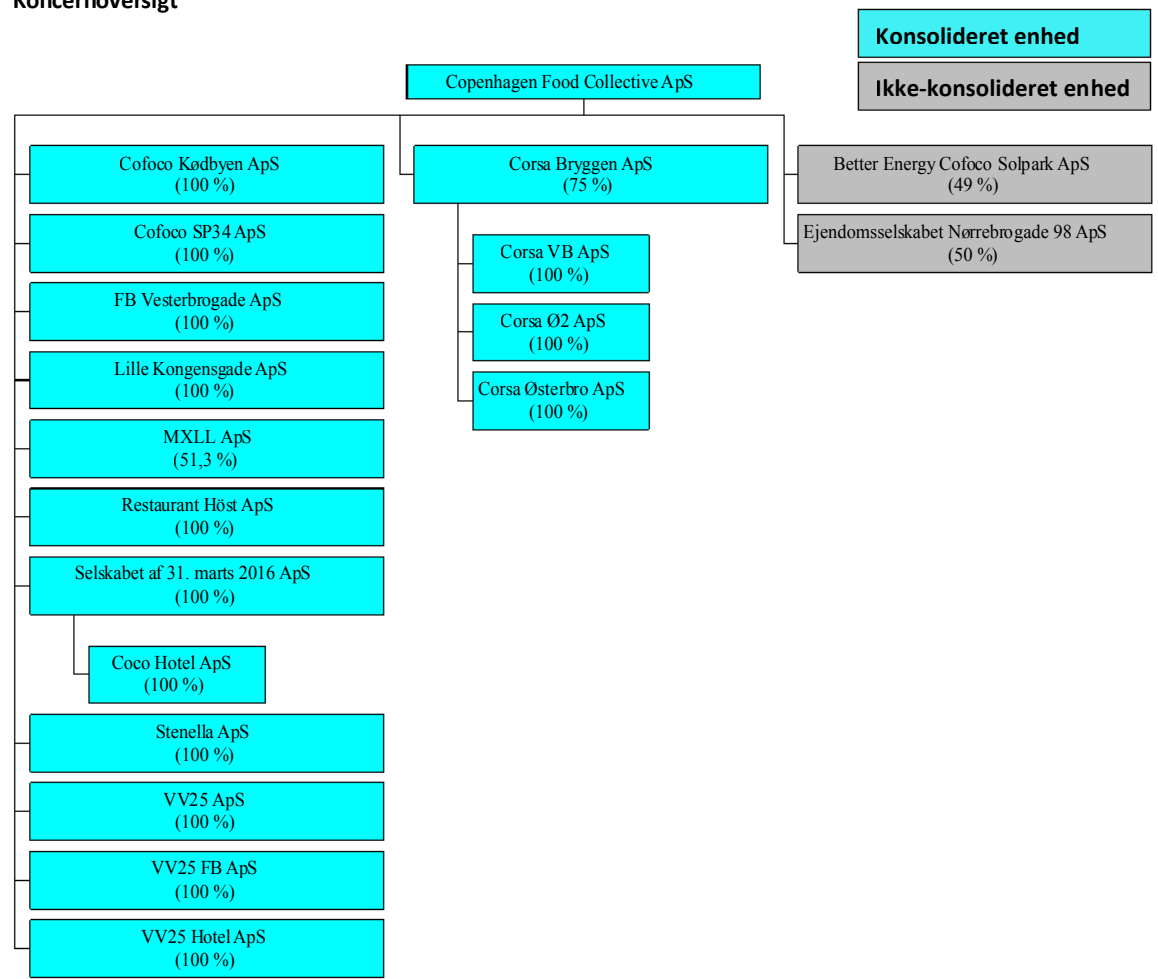 Koncernoversigt
Konsolideret enhed
Ikke-konsolideret enhed
Copenhagen Food Collective ApS
Cofoco Kødbyen ApS
(100 %)
Cofoco SP34 ApS
(100 %)
FB Vesterbrogade ApS
(100 %)
Lille Kongensgade ApS
(100 %)
MXLL ApS
(51,3 %)
Restaurant Höst ApS
(100 %)
Selskabet af 31. marts 2016 ApS
(100 %)
Coco Hotel ApS
(100 %)
Stenella ApS
(100 %)
VV25 ApS
(100 %)
VV25 FB ApS
(100 %)
VV25 Hotel ApS
(100 %)
Corsa Bryggen ApS
(75 %)
Corsa VB ApS
(100 %)
Corsa Ø2 ApS
(100 %)
Corsa Østerbro ApS
(100 %)
Better Energy Cofoco Solpark ApS
(49 %)
Ejendomsselskabet Nørrebrogade 98 ApS
(50 %)